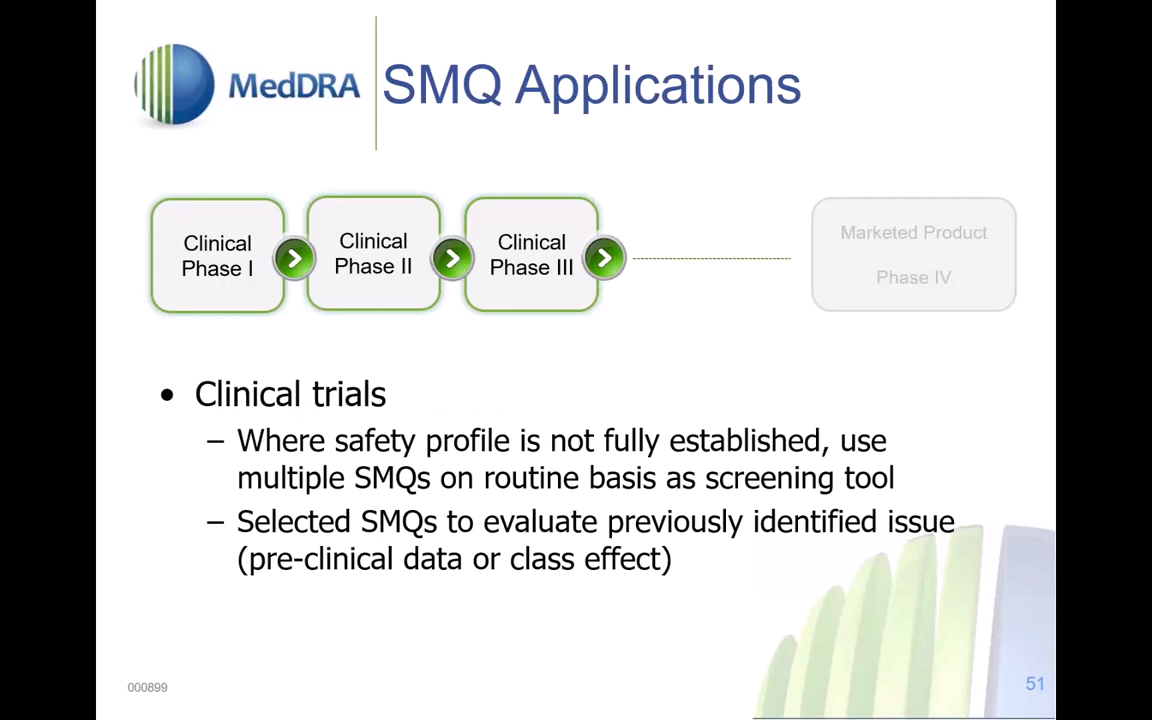 MedDRA
SMQ Applications
Clinical
Phase I
Clinical
Phase II
Clinical
Phase III
Marketed Product
Phase IV
• Clinical trials
– Where safety profile is not fully established, use
multiple SMQs on routine basis as screening tool
– Selected SMQs to evaluate previously identified issue
(pre-clinical data or class effect)
000899
51